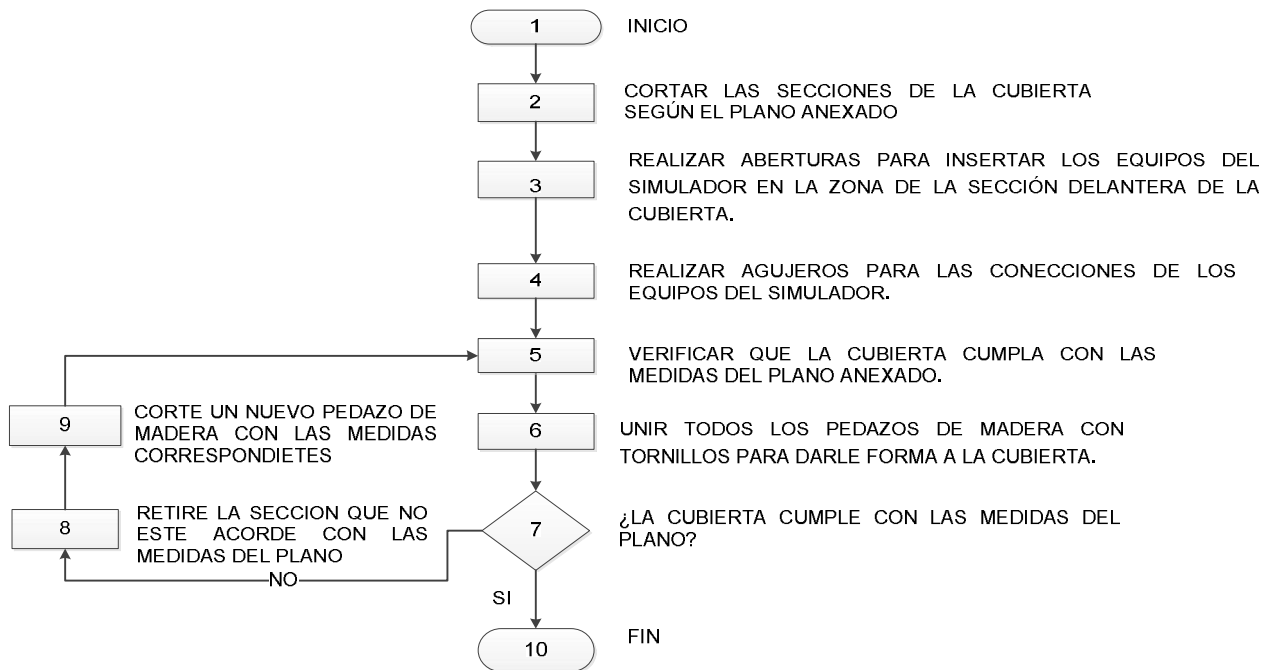 1 INICIO
2 CORTAR LAS SECCIONES DE LA CUBIERTA
SEGÚN EL PLANO ANEXADO
REALIZAR ABERTURAS PARA INSERTAR LOS EQUIPOS DEL
3 SIMULADOR EN LA ZONA DE LA SECCIÓN DELANTERA DE LA
CUBIERTA.
4 REALIZAR AGUJEROS PARA LAS CONECCIONES DE LOS
EQUIPOS DEL SIMULADOR.
5 VERIFICAR QUE LA CUBIERTA CUMPLA CON LAS
MEDIDAS DEL PLANO ANEXADO.
6 UNIR TODOS LOS PEDAZOS DE MADERA CON
TORNILLOS PARA DARLE FORMA A LA CUBIERTA.
7 ¿LA CUBIERTA CUMPLE CON LAS MEDIDAS DEL
PLANO?
NO
8 RETIRE LA SECCION QUE NO
ESTE ACORDE CON LAS
MEDIDAS DEL PLANO
9 CORTE UN NUEVO PEDAZO DE
MADERA CON LAS MEDIDAS
CORRESPONDIETES
SI
10 FIN